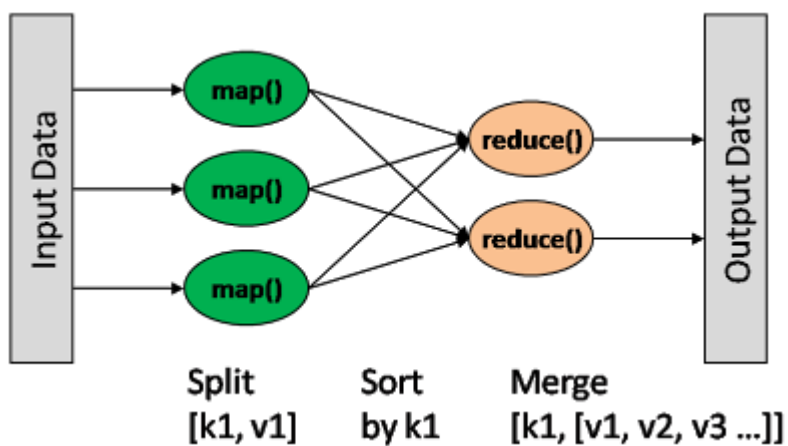 Input Data
map()
map()
map()
reduce()
reduce()
Output Data
Split
[k1, v1]
Sort
by k1
Merge
[k1, [v1, v2, v3 ...]]